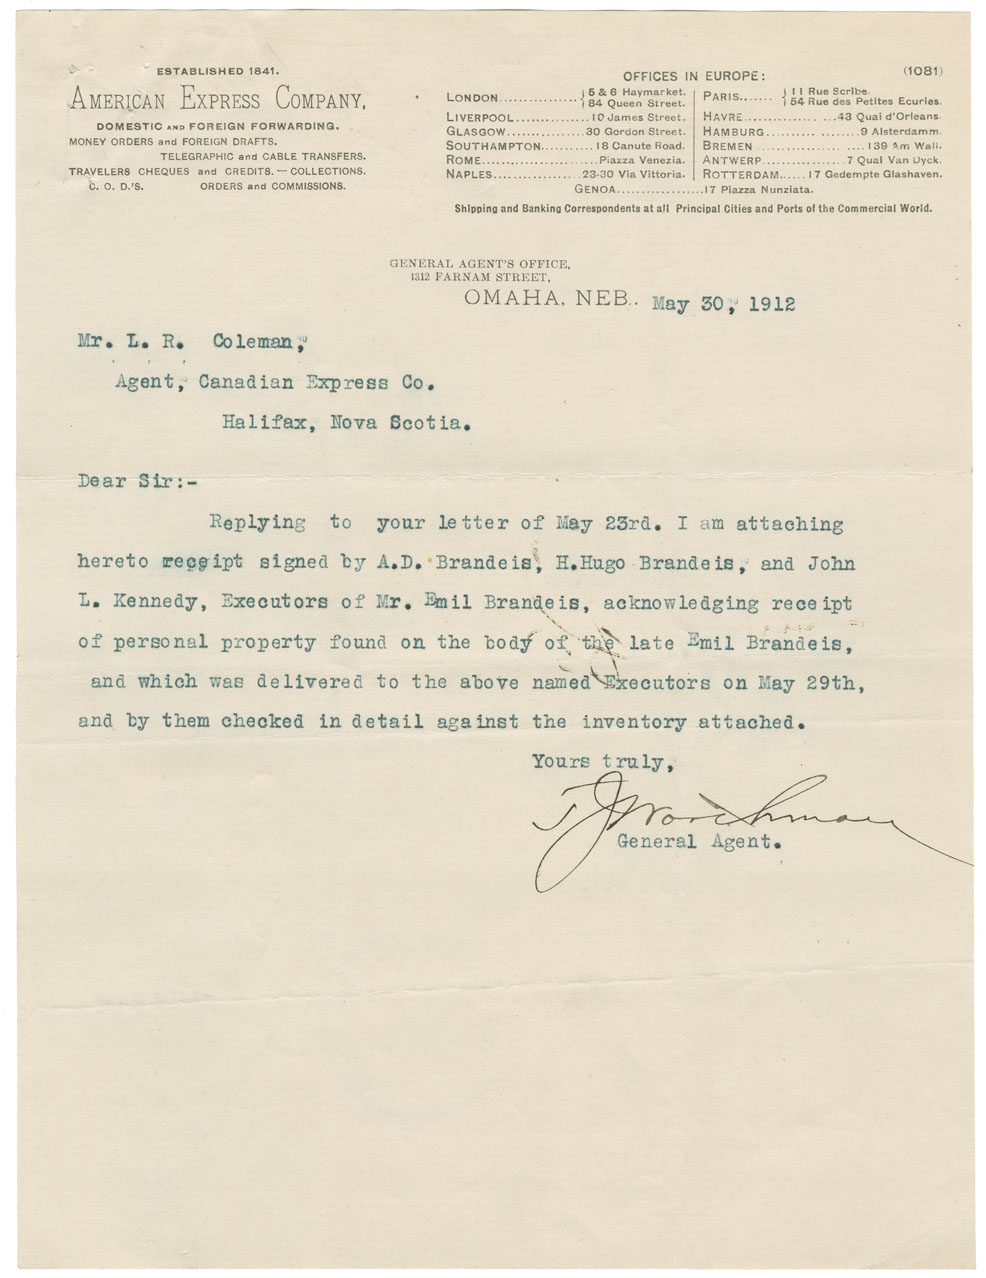 ESTABLISHED 1841.
AMERICAN EXPRESS COMPANY,
DOMESTIC AND FOREIGN FORWARDING.
MONEY ORDERS and FOREIGN DRAFTS.
TELEGRAPHIC and CABLE TRANSFERS.
TRAVELERS CHEQUES and CREDITS.—COLLECTIONS.
C. O. D.'S. ORDERS and COMMISSIONS.
(1081)
OFFICES IN EUROPE:
LONDON.............. 5 & 6 Haymarket.
84 Queen Street.
LIVERPOOL..............10 James Street.
GLASGOW..............30 Gordon Street.
SOUTHAMPTON..........18 Canute Road.
ROME.....................Piazza Venezia.
NAPLES................23-30 Via Vittoria.
PARIS...... 11 Rue Scribe.
54 Rue des Petites Ecuries.
HAVRE.....................43 Quai d'Orleans.
HAMBURG................9 Alsterdamm.
BREMEN ....................139 Am Wall.
ANTWERP..............7 Quai Van Dyck.
ROTTERDAM.....17 Gedempte Glashaven.
GENOA.................17 Piazza Nunziata.
Shipping and Banking Correspondents at all Principal Cities and Ports of the Commercial World.
GENERAL AGENT'S OFFICE,
1312 FARNAM STREET,
OMAHA, NEB.. May 30, 1912
Mr. L. R. Coleman,
Agent, Canadian Express Co.
Halifax, Nova Scotia.
Dear Sir:-
Replying to your letter of May 23rd. I am attaching
hereto receipt signed by A.D. Brandeis, H.Hugo Brandeis, and John
L. Kennedy, Executors of Mr. Emil Brandeis, acknowledging receipt
of personal property found on the body of the late Emil Brandeis,
and which was delivered to the above named Executors on May 29th,
and by them checked in detail against the inventory attached.
Yours truly,
General Agent.